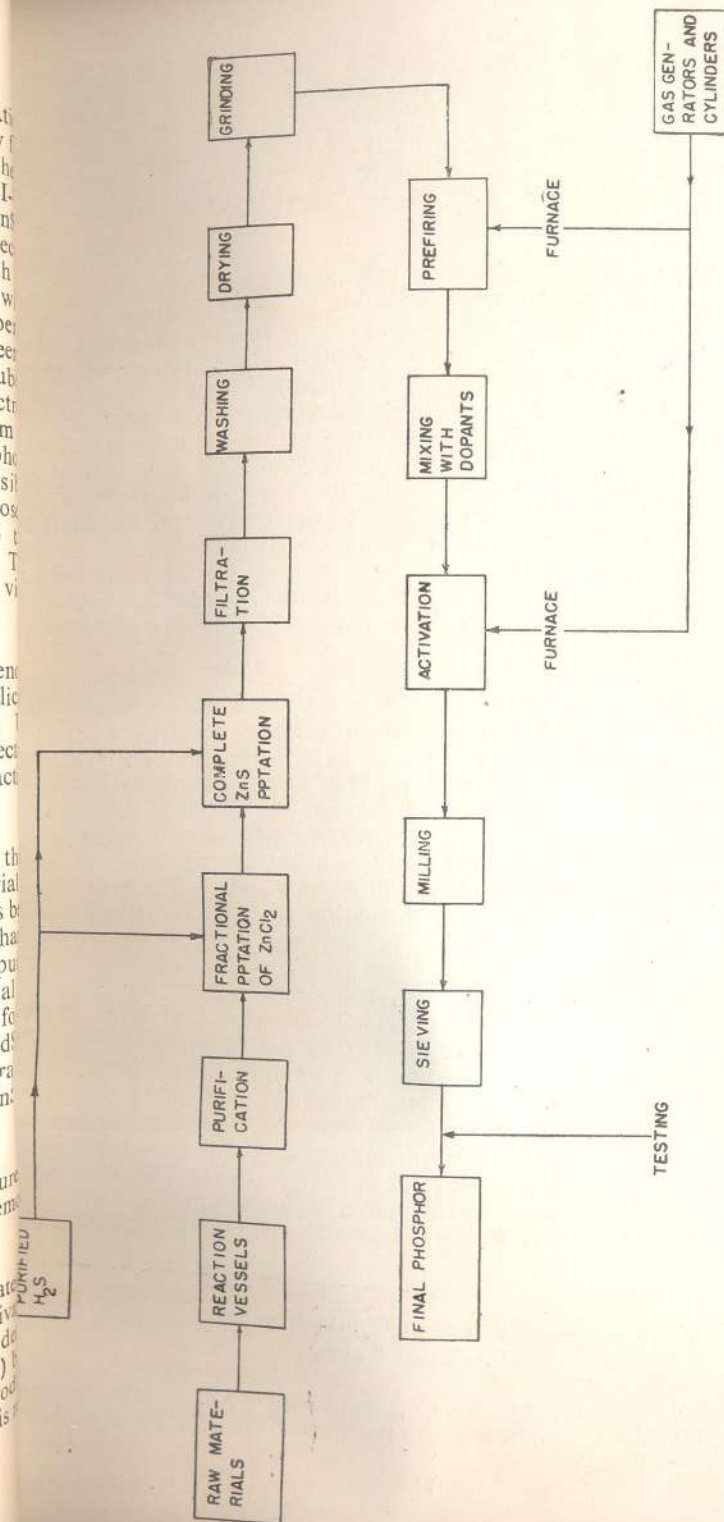 PURIFIED
H2S
RAW MATE-
RIALS
REACTION
VESSELS
PURIFI-
CATION
FRACTIONAL
PPTATION
OF ZnCl2
COMPLETE
ZnS
PPTATION
FILTRA-
TION
WASHING
DRYING
GRINDING
PREFIRING
MIXING
WITH
DOPANTS
ACTIVATION
MILLING
SIEVING
FINAL PHOSPHOR
FURNACE
FURNACE
TESTING
GAS GEN-
RATORS AND
CYLINDERS